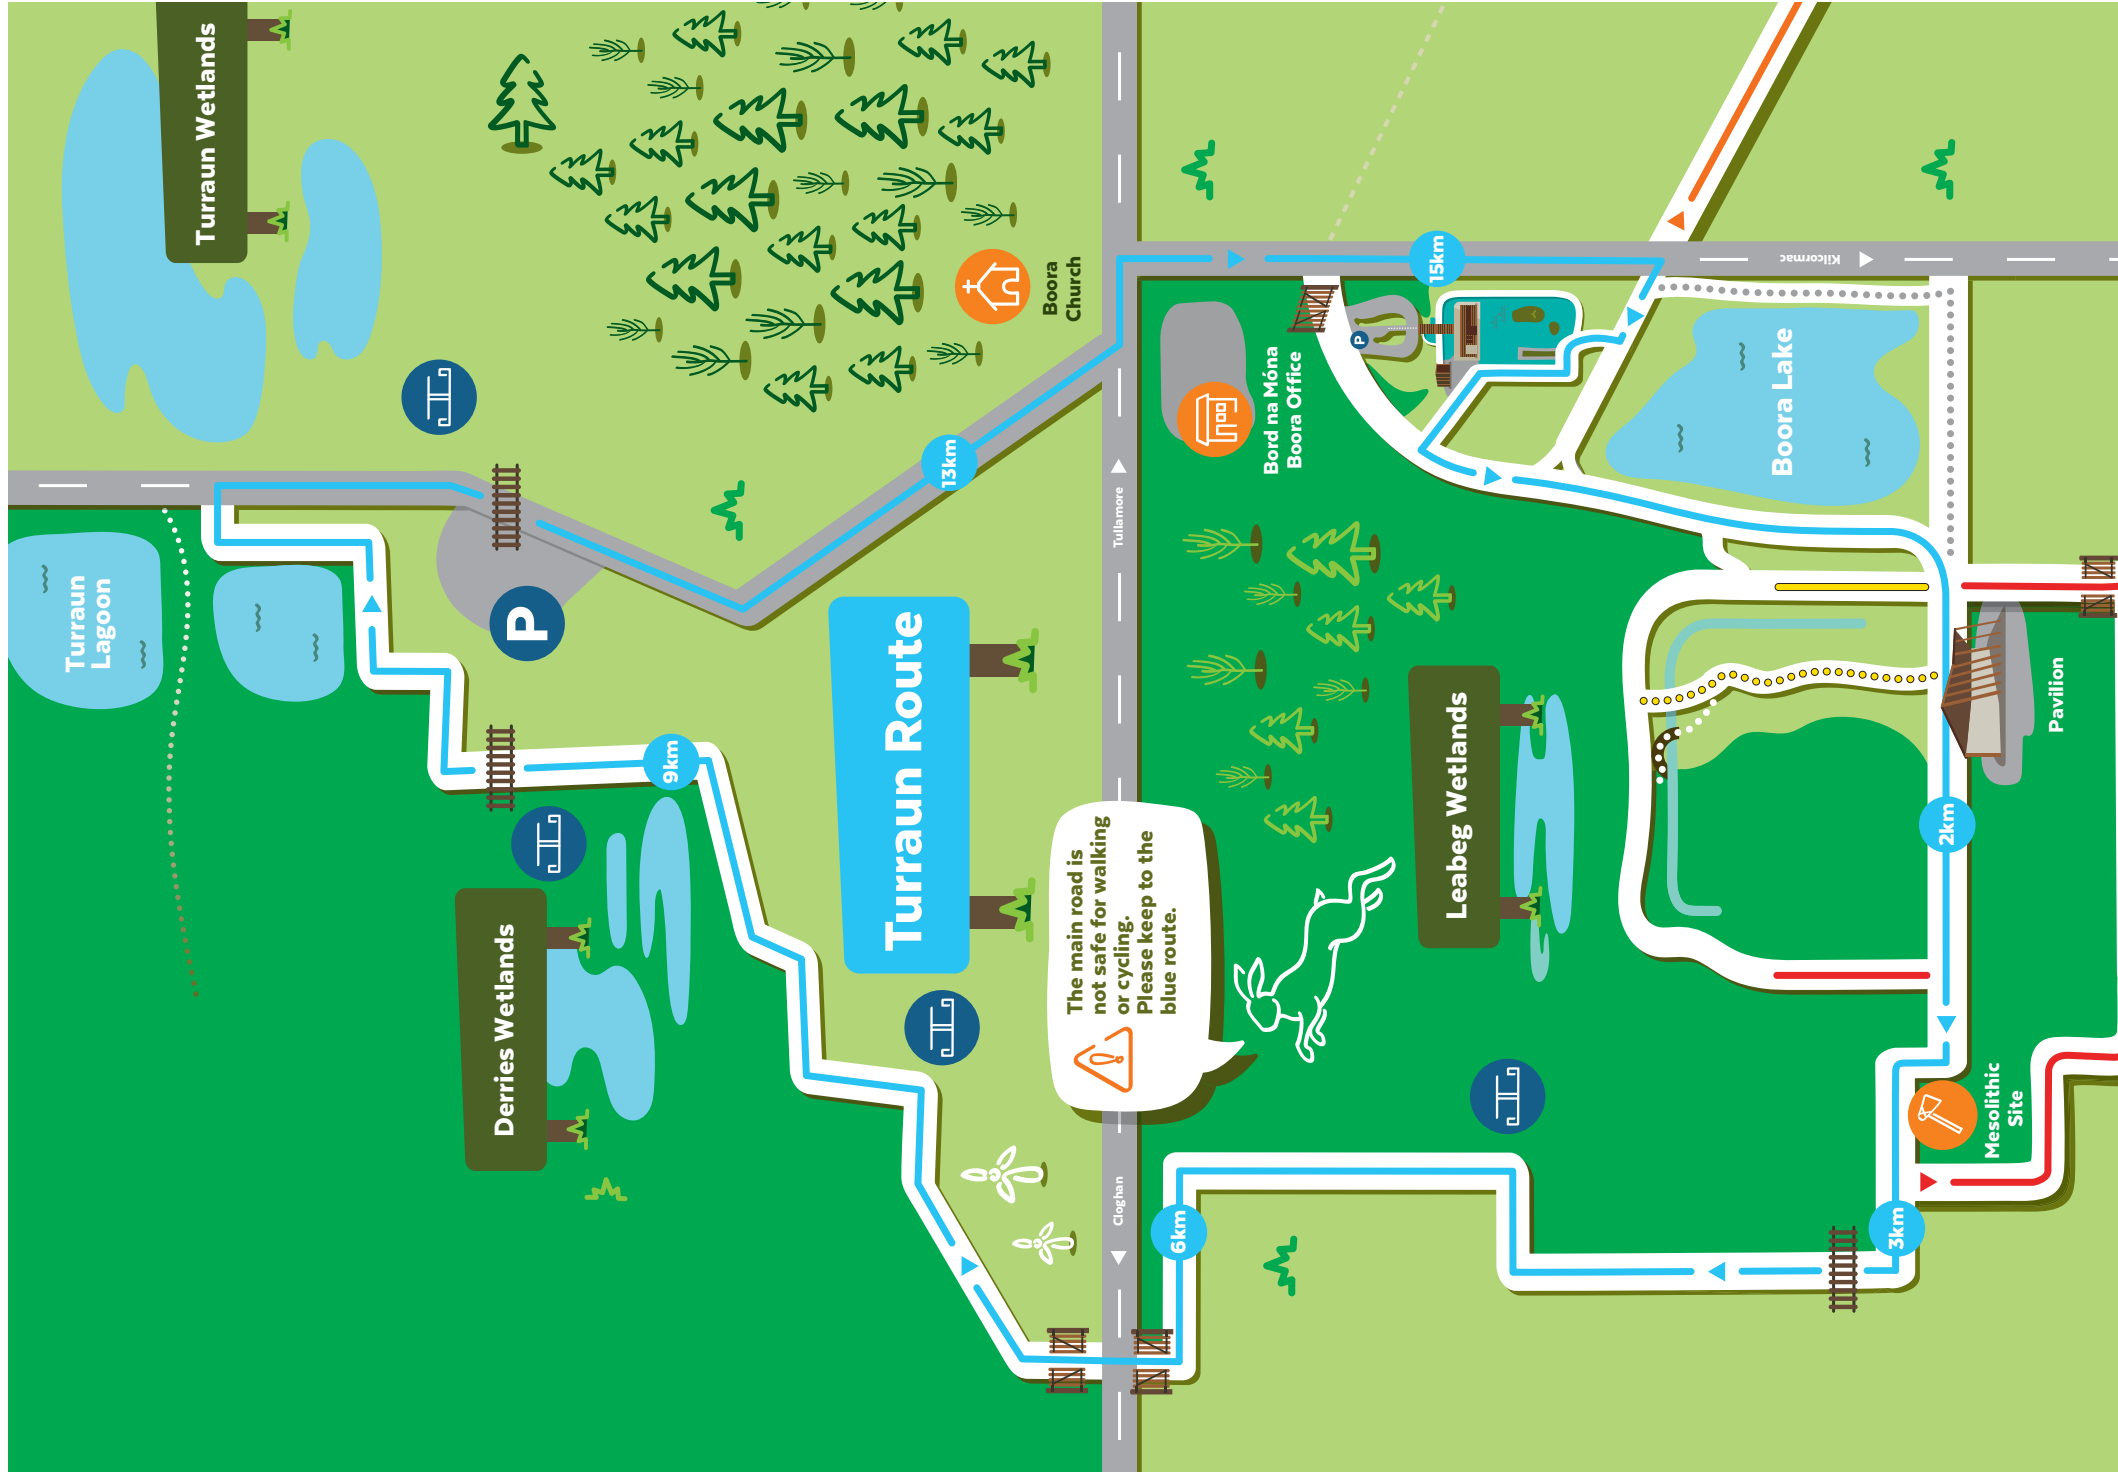 Turraun Wetlands
Turraun
Lagoon
P
Derries Wetlands
9km
13km
Turraun Route
Boora
Church
The main road is
not safe for walking
or cycling.
Please keep to the
blue route.
Tullamore
Cloghan
6km
Bord na Móna
Boora Office
P
15km
Kilcormac
Boora Lake
Leabeg Wetlands
Pavilion
2km
Mesolithic
Site
3km